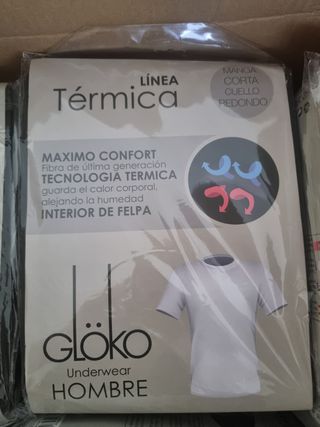 LÍNEA
Térmica
MANGA
CORTA
CUELLO
REDONDO
MAXIMO CONFORT
Fibra de última generación
TECNOLOGIA TERMICA
guarda el calor corporal,
alejando la humedad
INTERIOR DE FELPA
GLÖKO
Underwear
HOMBRE